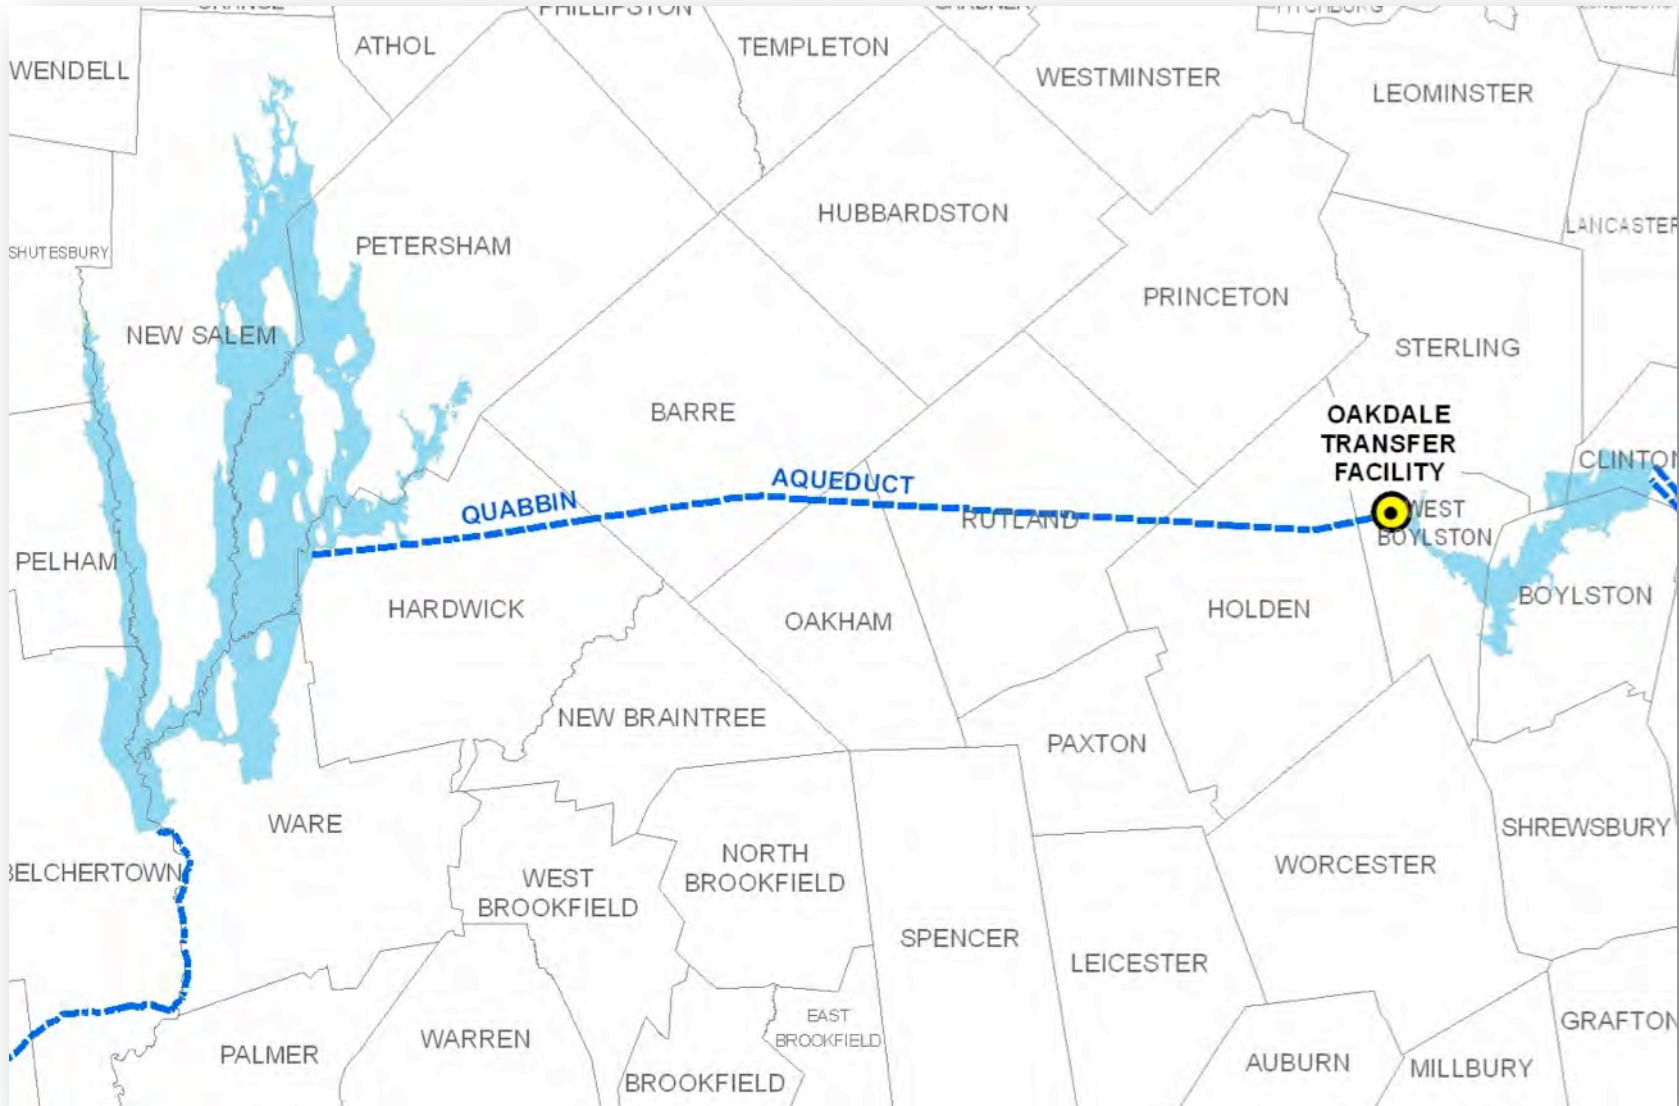 PHILLIPSTON
ATHOL
TEMPLETON
WENDELL
WESTMINSTER
LEOMINSTER
HUBBARDSTON
LANCASTER
SHUTESBURY
PETERSHAM
PRINCETON
NEW SALEM
STERLING
BARRE
OAKDALE
TRANSFER
FACILITY
CLINTON
QUABBIN
AQUEDUCT
RUTLAND
WEST
BOYLSTON
PELHAM
HARDWICK
OAKHAM
HOLDEN
BOYLSTON
NEW BRAINTREE
PAXTON
WARE
SHREWSBURY
NORTH
BROOKFIELD
WORCESTER
BELCHERTOWN
WEST
BROOKFIELD
SPENCER
LEICESTER
EAST
BROOKFIELD
GRAFTON
WARREN
PALMER
AUBURN
MILLBURY
BROOKFIELD